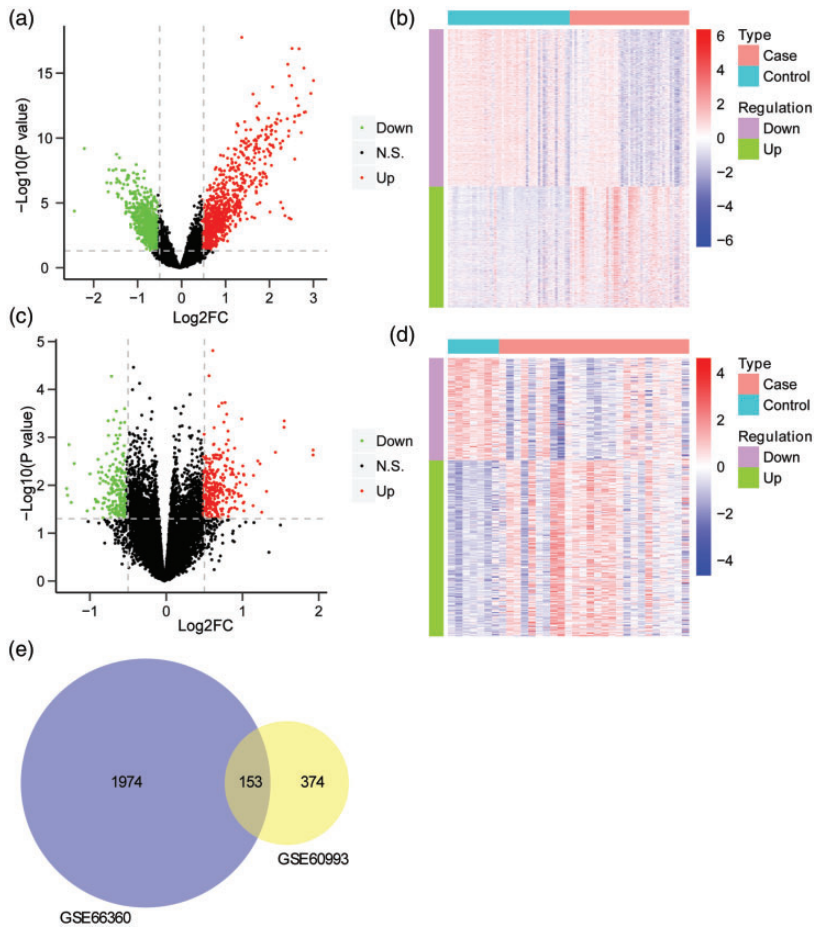 (a)
−Log10(P value)
15
10
5
0
−2
−1
0
1
2
3
Log2FC
Down
N.S.
Up
(b)
Type
Case
Control
Regulation
Down
Up
6
4
2
0
−2
−4
−6
(c)
−Log10(P value)
5
4
3
2
1
0
−1
0
1
2
Log2FC
Down
N.S.
Up
(d)
Type
Case
Control
Regulation
Down
Up
4
2
0
−2
−4
(e)
1974
153
374
GSE60993
GSE66360